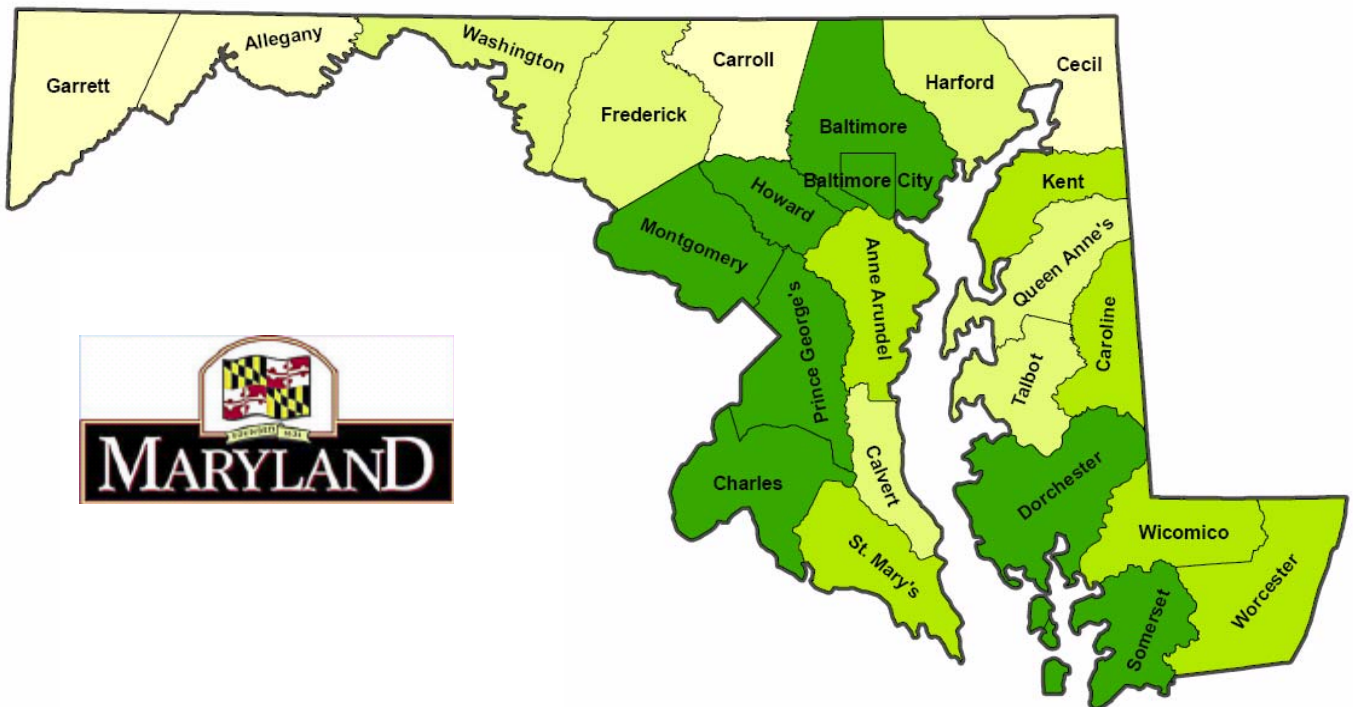 Garrett
Allegany
Washington
Frederick
Carroll
Baltimore
Harford
Cecil
Baltimore City
Howard
Montgomery
Kent
Queen Anne's
Anne Arundel
Prince George's
Caroline
Talbot
MARYLAND
Charles
Calvert
St. Mary's
Dorchester
Wicomico
Worcester
Somerset